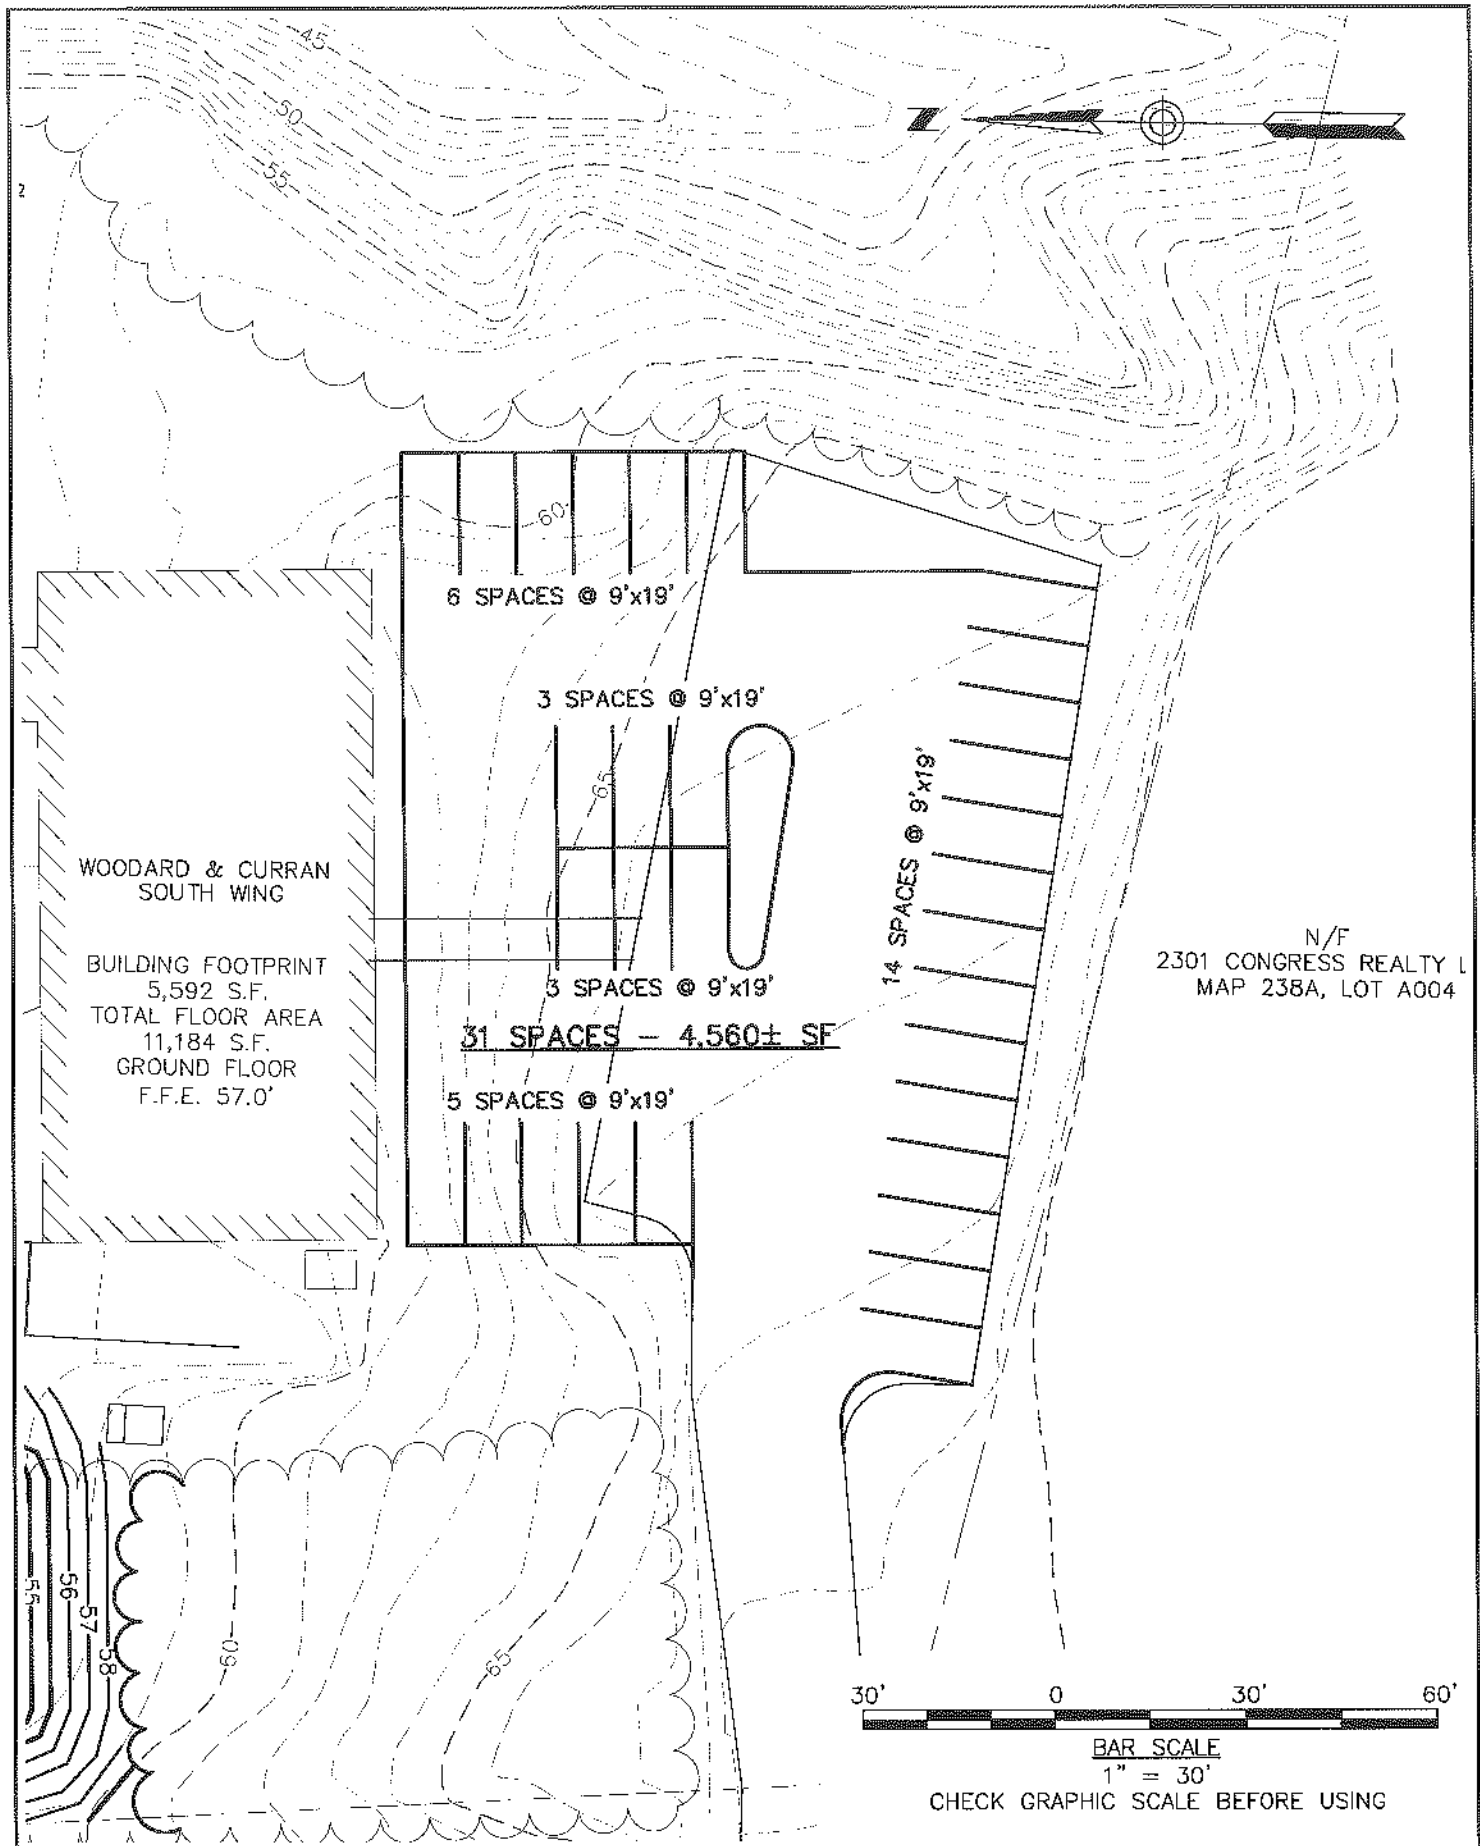 45
50
55
2
Z
60
6 SPACES @ 9'x19'
3 SPACES @ 9'x19'
65
14 SPACES @ 9'x19'
WOODARD & CURRAN
SOUTH WING
BUILDING FOOTPRINT
5,592 S.F.
TOTAL FLOOR AREA
11,184 S.F.
GROUND FLOOR
F.F.E. 57.0'
N/F
2301 CONGRESS REALTY L
MAP 238A, LOT A004
3 SPACES @ 9'x19'
31 SPACES - 4,560± SF
5 SPACES @ 9'x19'
55
56
57
58
60
65
30' 0 30' 60'
BAR SCALE
1" = 30'
CHECK GRAPHIC SCALE BEFORE USING